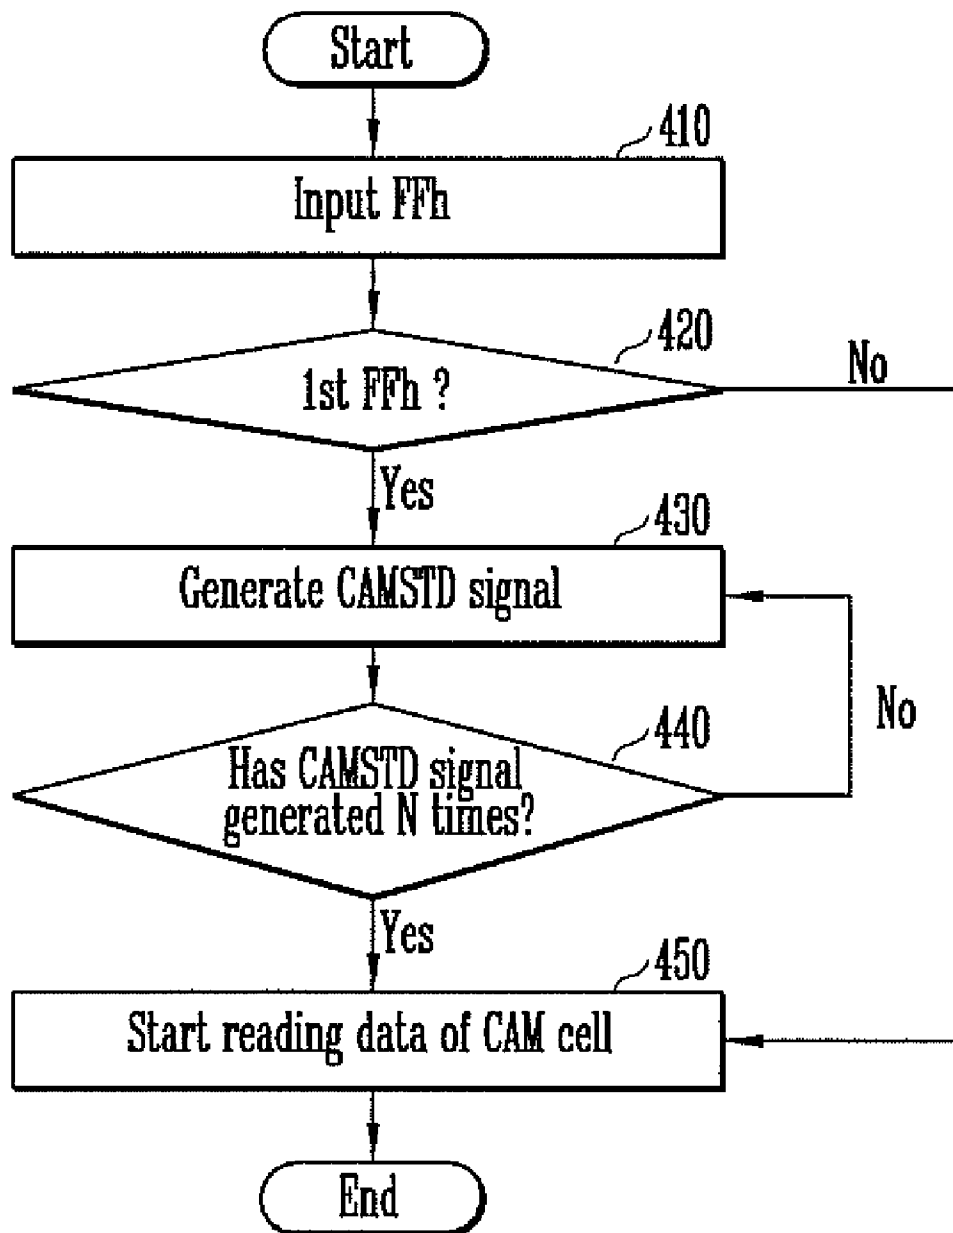 Start
410
Input FFh
420
1st FFh ?
No
Yes
430
Generate CAMSTD signal
No
440
Has CAMSTD signal
generated N times?
Yes
450
Start reading data of CAM cell
End